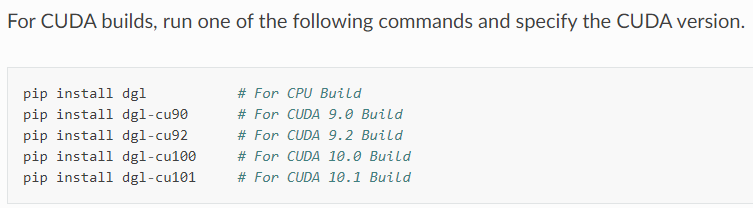 For CUDA builds, run one of the following commands and specify the CUDA version.
pip install dgl # For CPU Build
pip install dgl-cu90 # For CUDA 9.0 Build
pip install dgl-cu92 # For CUDA 9.2 Build
pip install dgl-cu100 # For CUDA 10.0 Build
pip install dgl-cu101 # For CUDA 10.1 Build